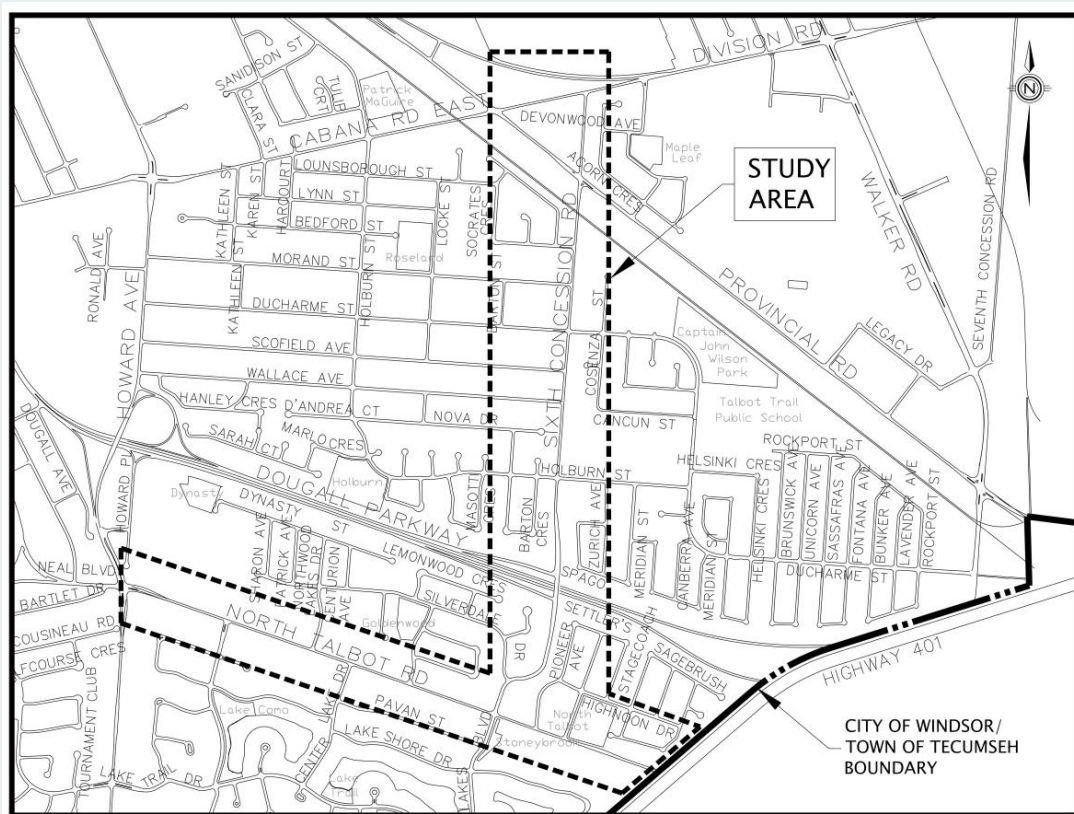 DIVISION RD
SANDISON ST
TULIP
CRT
Patrick
MaGuire
CLARA ST
CABANA RD EAST
DEVONWOOD AVE
Maple
Leaf
ACORN CRES
STUDY
AREA
N
WALKER RD
SEVENTH CONCESSION RD
KATHLEEN ST
KAREN ST
HARCOURT
LOUNSBOROUGH ST
LYNN ST
BEDFORD ST
LOCKE ST
SOCRATES
CRES
Roseland
RONALD AVE
HOWARD AVE
KATHLEEN ST
MORAND ST
HOLBURN ST
BARTON ST
SIXTH CONCESSION RD
COSENZA ST
PROVINCIAL RD
DUCHARME ST
SCOFIELD AVE
WALLACE AVE
Captain
John
Wilson
Park
LEGACY DR
HANLEY CRES
D'ANDREA CT
NOVA DR
Talbot Trail
Public School
CANCUN ST
DOUGALL AVE
SARAH CT
MARLO CRES
Holburn
HOLBURN ST
ROCKPORT ST
HELSINKI CRES
HOWARD PL
Dynasty
DYNASTY ST
DOUGALL PARKWAY
MASOTTI
CRES
BARTON
CRES
ZURICH AVE
MERIDIAN ST
CANBERRA AVE
MERIDIAN ST
HELSINKI CRES
BRUNSWICK AVE
UNICORN AVE
SASSAFRAS AVE
FONTANA AVE
BUNKER AVE
LAVENDER AVE
ROCKPORT ST
DUCHARME ST
NEAL BLVD
BARTLET DR
COUSINEAU RD
SHARON AVE
PATRICK AVE
NORTHWOOD
LAKES DR
CENTURION
AVE
LEMONWOOD CRES
SILVERDALE
DR
Goldenwood
SPAGO
SETTLER'S
STAGECOACH
SAGEBRUSH
PIONEER
AVE
HIGHNOON DR
North
Talbot
Stoneybrook
NORTH TALBOT RD
PAVAN ST
TOURNAMENT CLUB
Lake Como
CENTER LAKE DR
LAKE SHORE DR
LAKES BLVD
LAKE TRAIL DR
Lake
Trail
HIGHWAY 401
CITY OF WINDSOR/
TOWN OF TECUMSEH
BOUNDARY